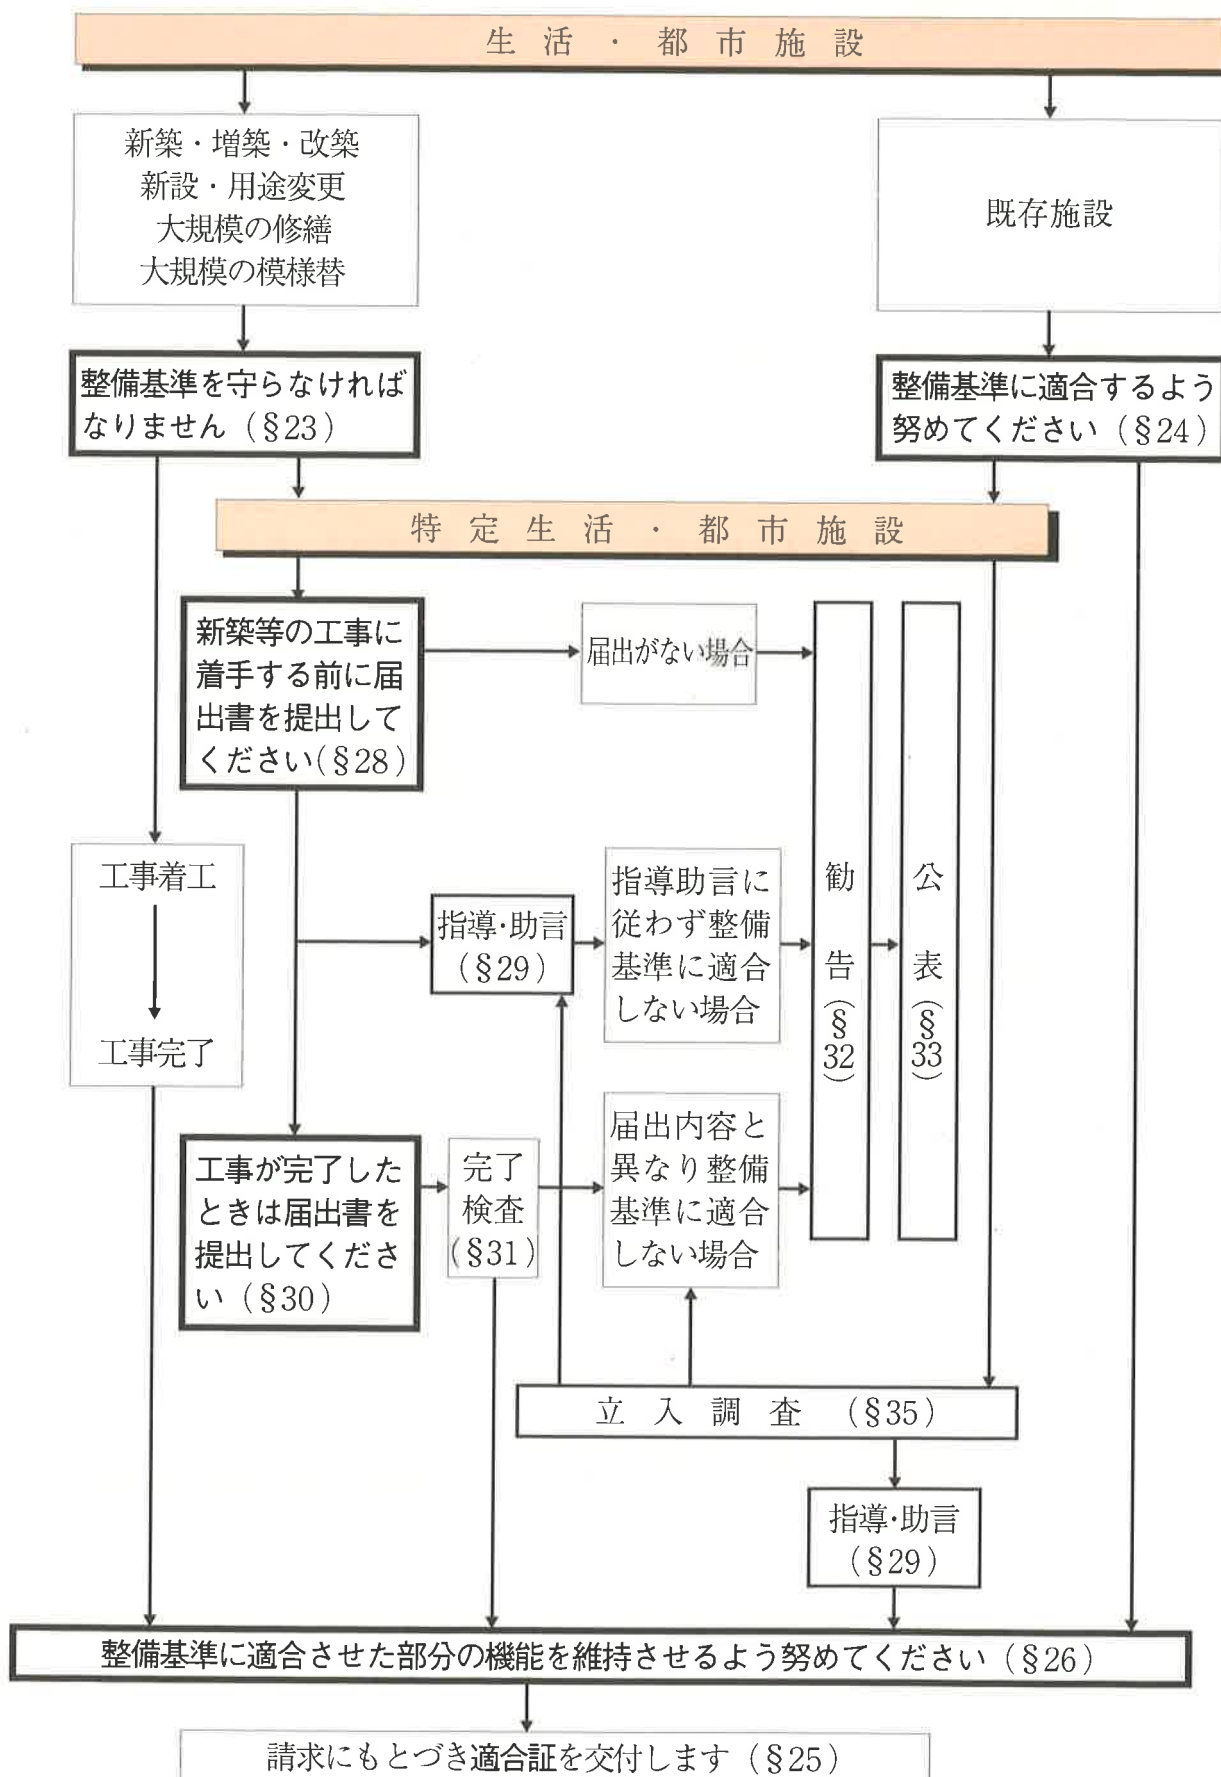 生活・都市施設
新築・増築・改築
新設・用途変更
大規模の修繕
大規模の模様替
既存施設
整備基準を守らなければ
なりません(§23)
整備基準に適合するよう
努めてください(§24)
特定生活・都市施設
新築等の工事に
着手する前に届
出書を提出して
ください(§28)
届出がない場合
工事着工
工事完了
指導・助言
(§29)
指導助言に
従わず整備
基準に適合
しない場合
勧告(§32)
公表(§33)
工事が完了した
ときは届出書を
提出してくださ
い(§30)
完了
検査
(§31)
届出内容と
異なり整備
基準に適合
しない場合
立入調査 (§35)
指導・助言
(§29)
整備基準に適合させた部分の機能を維持させるよう努めてください(§26)
請求にもとづき適合証を交付します(§25)